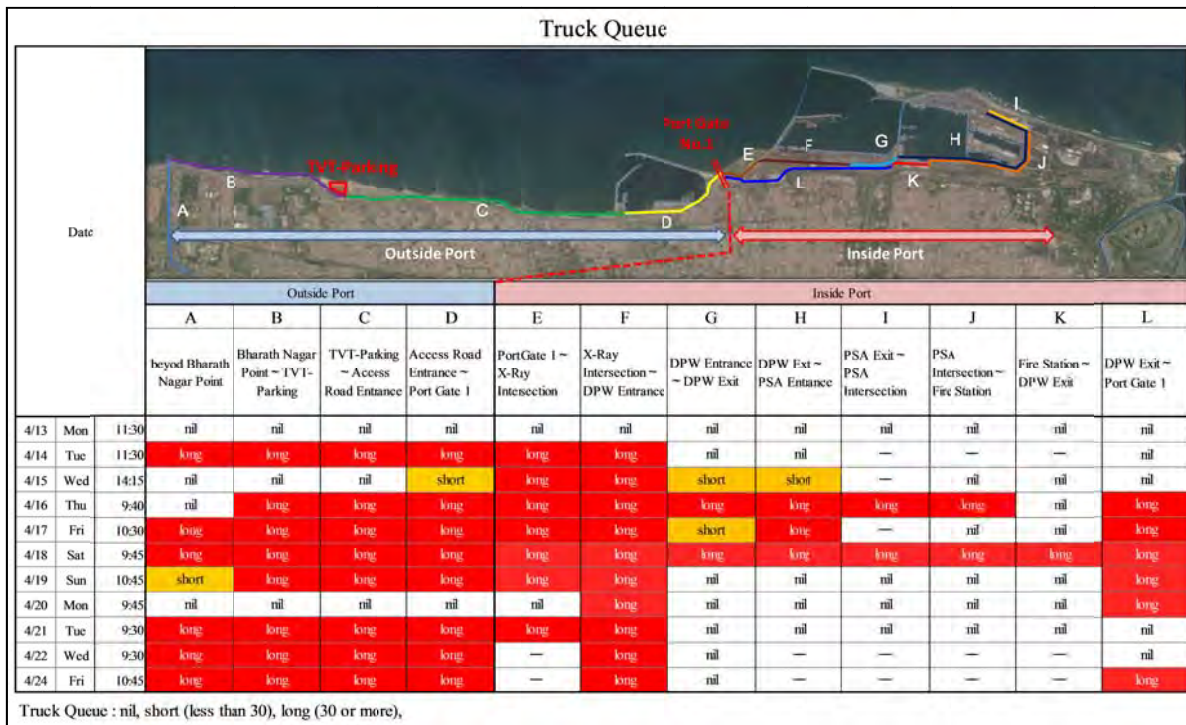 Truck Queue
Date
TVT-Parking
Port Gate
No.1
A
B
C
D
E
F
G
H
I
J
K
L
Outside Port
Inside Port
Outside Port Inside Port
A B C D E F G H I J K L
beyod Bharath Nagar Point
Bharath Nagar Point ~ TVT-Parking
TVT-Parking ~ Access Road Entrance
Access Road Entrance ~ Port Gate 1
PortGate 1 ~ X-Ray Intersection
X-Ray Intersection ~ DPW Entrance
DPW Entrance ~ DPW Exit
DPW Ext ~ PSA Entance
PSA Exit ~ PSA Intersection
PSA Intersection ~ Fire Station
Fire Station ~ DPW Exit
DPW Exit ~ Port Gate 1
4/13 Mon 11:30 nil nil nil nil nil nil nil nil nil nil nil nil
4/14 Tue 11:30 long long long long long long nil nil — — — nil
4/15 Wed 14:15 nil nil nil short long long short short — nil nil nil
4/16 Thu 9:40 nil long long long long long long long long long nil long
4/17 Fri 10:30 long long long long long long short long — nil nil long
4/18 Sat 9:45 long long long long long long long long long long long long
4/19 Sun 10:45 short long long long long long nil nil nil nil nil long
4/20 Mon 9:45 nil nil nil nil nil long nil nil nil nil nil long
4/21 Tue 9:30 long long long long long long nil nil nil nil nil nil
4/22 Wed 9:30 long long long long — long nil — — — — nil
4/24 Fri 10:45 long long long long — long nil — — — — long
Truck Queue : nil, short (less than 30), long (30 or more),